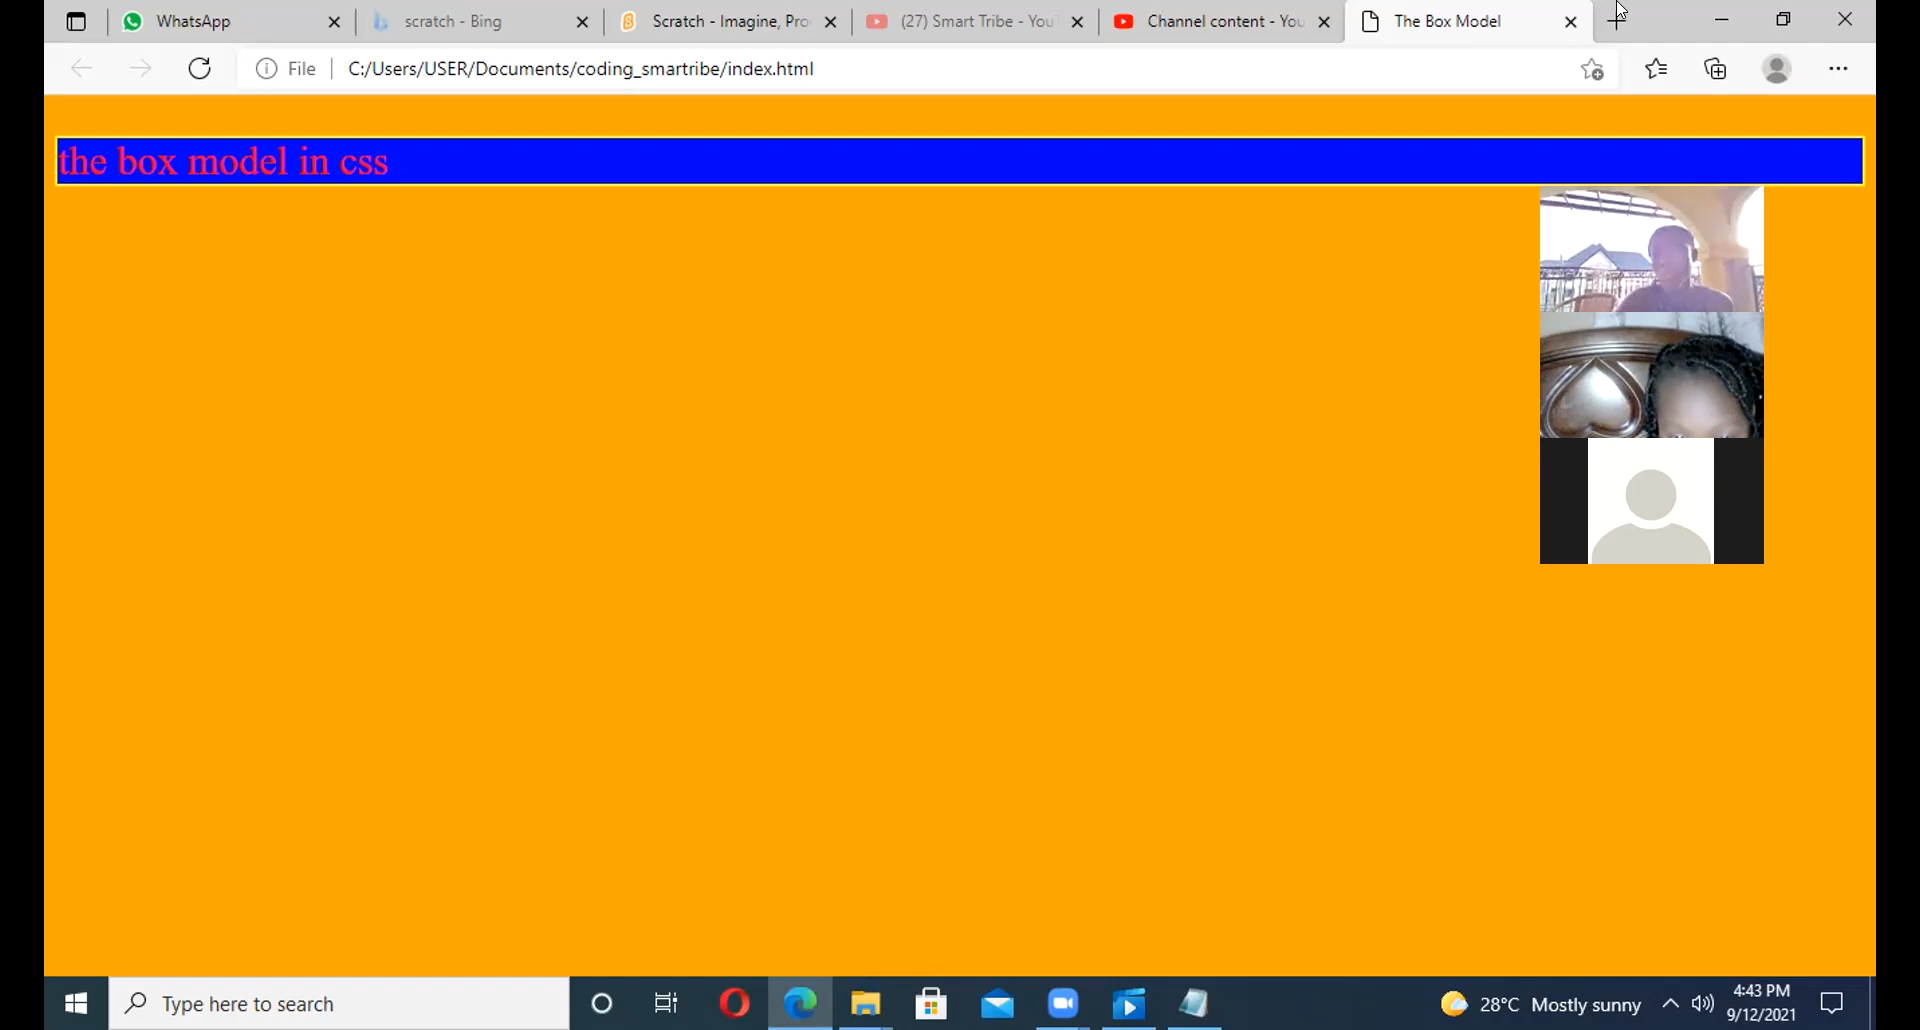 WhatsApp
scratch - Bing
Scratch - Imagine, Pro
(27) Smart Tribe - You
Channel content - You
The Box Model
File
C:/Users/USER/Documents/coding_smartribe/index.html
the box model in css
Type here to search
28°C Mostly sunny
4:43 PM
9/12/2021